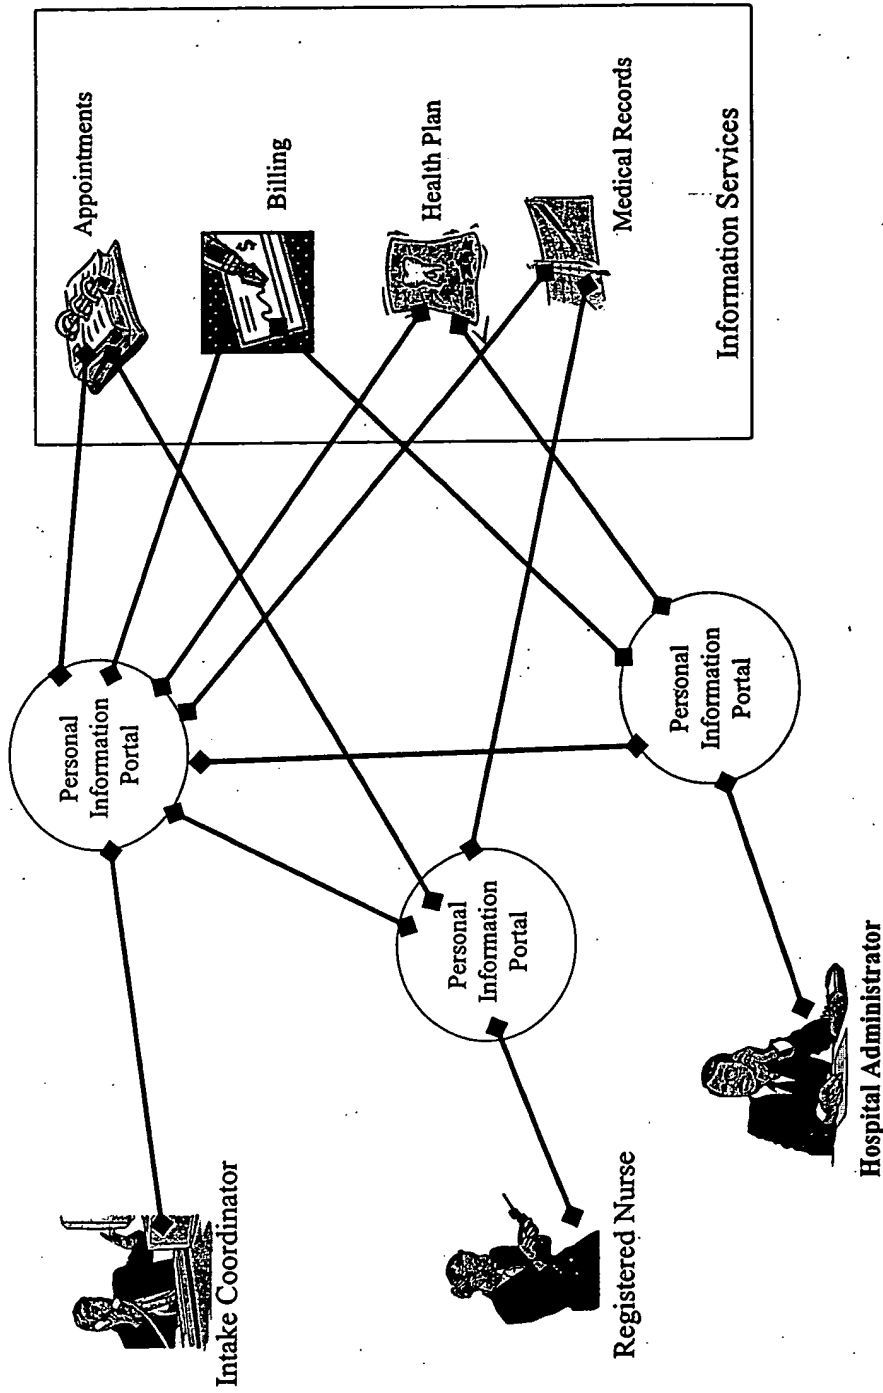 Intake Coordinator
Registered Nurse
Hospital Administrator
Personal
Information
Portal
Personal
Information
Portal
Personal
Information
Portal
Appointments
Billing
$
Health Plan
Medical Records
Information Services